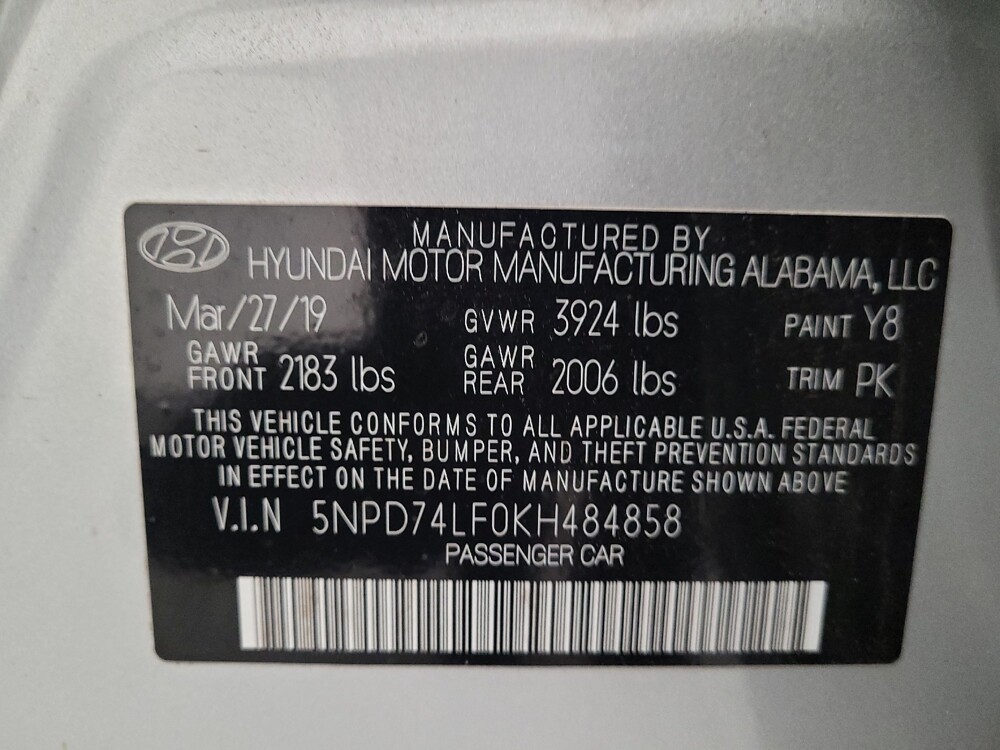 MANUFACTURED BY
HYUNDAI MOTOR MANUFACTURING ALABAMA, LLC
Mar/27/19 GVWR 3924 lbs PAINT Y8
GAWR FRONT 2183 lbs GAWR REAR 2006 lbs TRIM PK
THIS VEHICLE CONFORMS TO ALL APPLICABLE U.S.A. FEDERAL
MOTOR VEHICLE SAFETY, BUMPER, AND THEFT PREVENTION STANDARDS
IN EFFECT ON THE DATE OF MANUFACTURE SHOWN ABOVE
V.I.N 5NPD74LF0KH484858
PASSENGER CAR